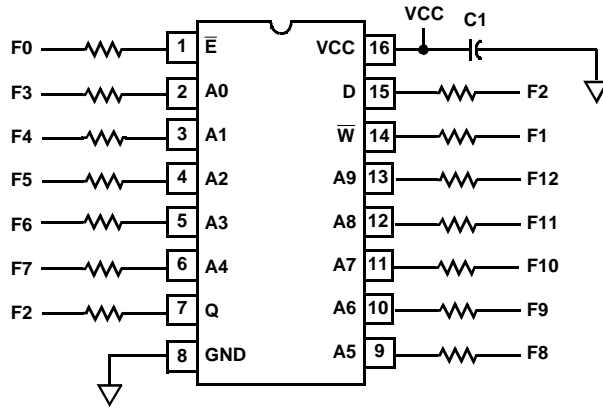 VCC C1
F0 1 E̅ VCC 16
F3 2 A0 D 15 F2
F4 3 A1 W̅ 14 F1
F5 4 A2 A9 13 F12
F6 5 A3 A8 12 F11
F7 6 A4 A7 11 F10
F2 7 Q A6 10 F9
8 GND A5 9 F8